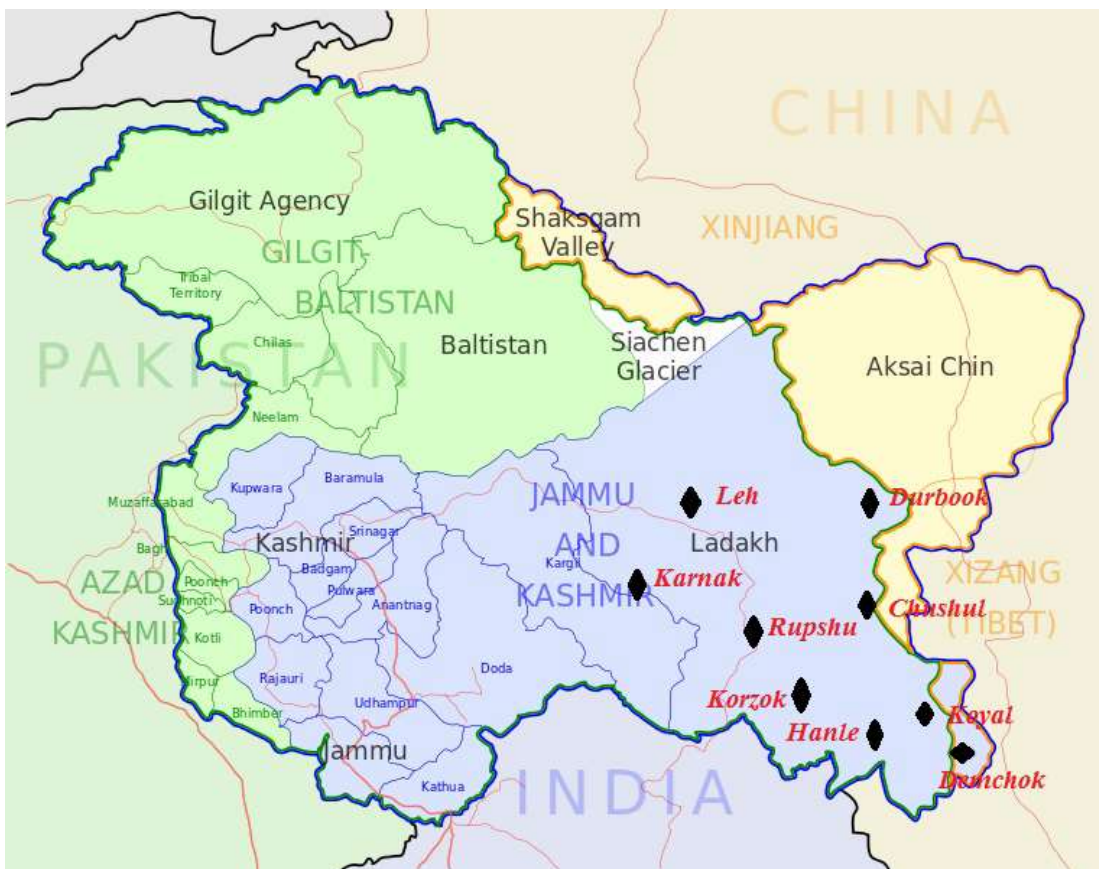 CHINA
Gilgit Agency
Shaksgam
Valley
XINJIANG
GILGIT-
BALTISTAN
Tribal
Territory
Chilas
Baltistan
Siachen
Glacier
Aksai Chin
PAKISTAN
Neelam
Kupwara
Baramula
JAMMU
AND
KASHMIR
Leh
Durbook
Muzaffarabad
Srinagar
Kashmir
Ladakh
Bagh
Badgam
Kargil
Karnak
XIZANG
(TIBET)
AZAD
KASHMIR
Poonch
Pulwara
Sudhnoti
Poonch
Anantnag
Chushul
Kotli
Rupshu
Doda
Mirpur
Rajauri
Udhampur
Korzok
Bhimber
Hanle
Koyal
Jammu
Demchok
Kathua
INDIA